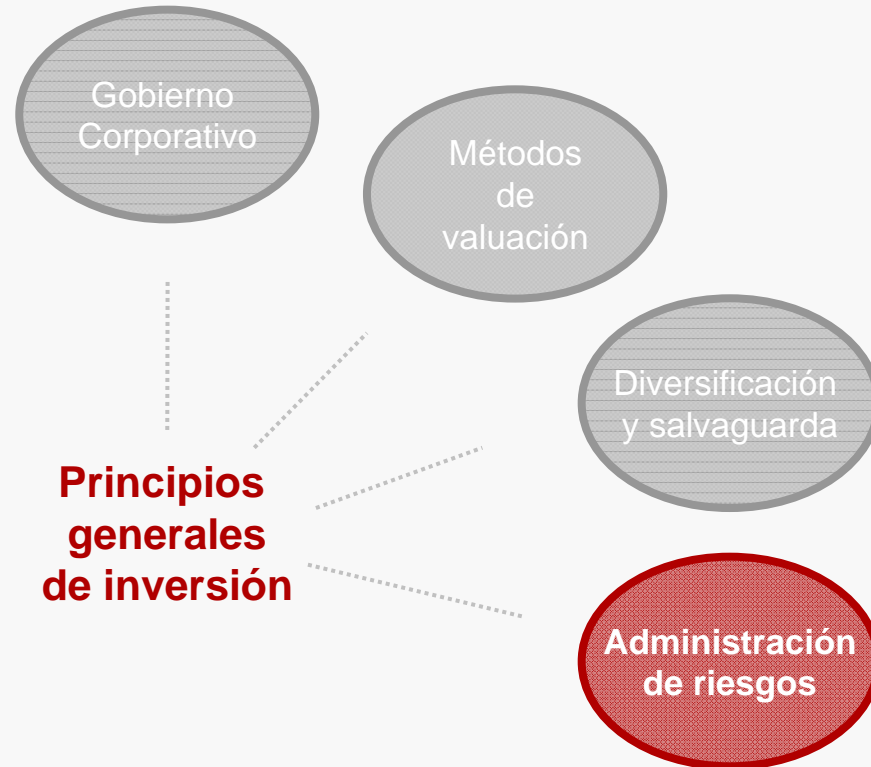 Gobierno
Corporativo
Métodos
de
valuación
Diversificación
y salvaguarda
Principios
generales
de inversión
Administración
de riesgos